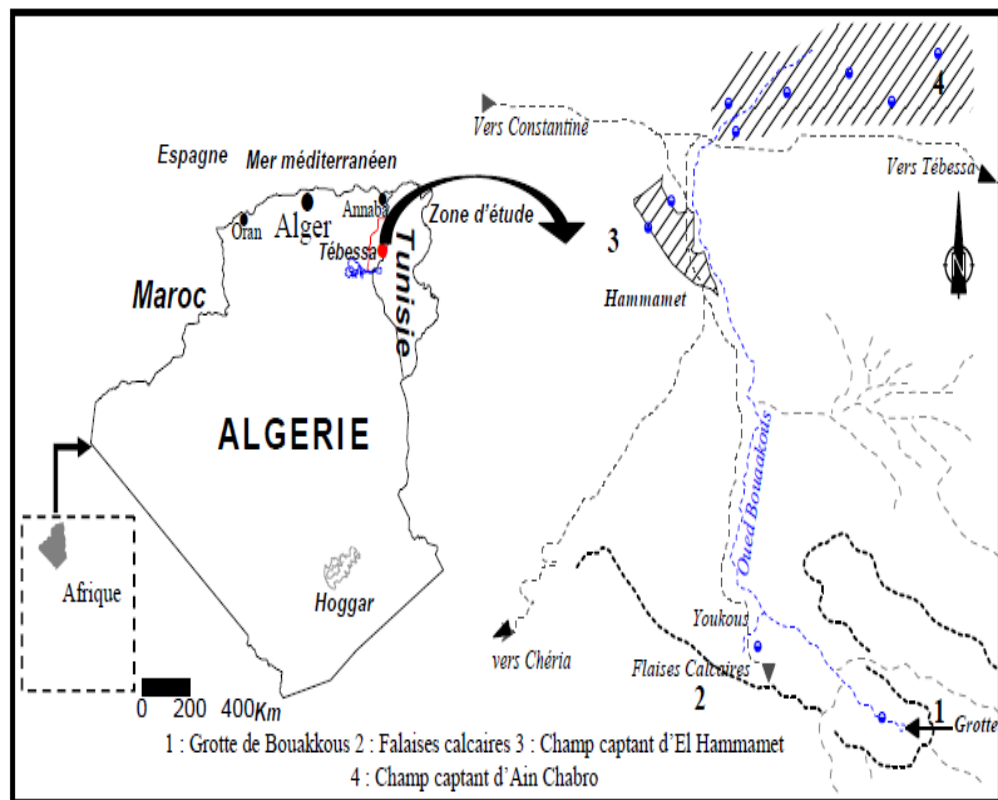 Espagne
Mer méditerranéen
Oran
Alger
Annaba
Zone d'étude
Tébessa
Tunisie
Maroc
ALGERIE
Hoggar
Afrique
0 200 400Km
Vers Constantine
4
Vers Tébessa
3
Hammamet
N
Oued Bouaakous
Youkous
vers Chéria
Flaises Calcaires
2
1
Grotte
1 : Grotte de Bouakkous 2 : Falaises calcaires 3 : Champ captant d'El Hammamet
4 : Champ captant d'Ain Chabro